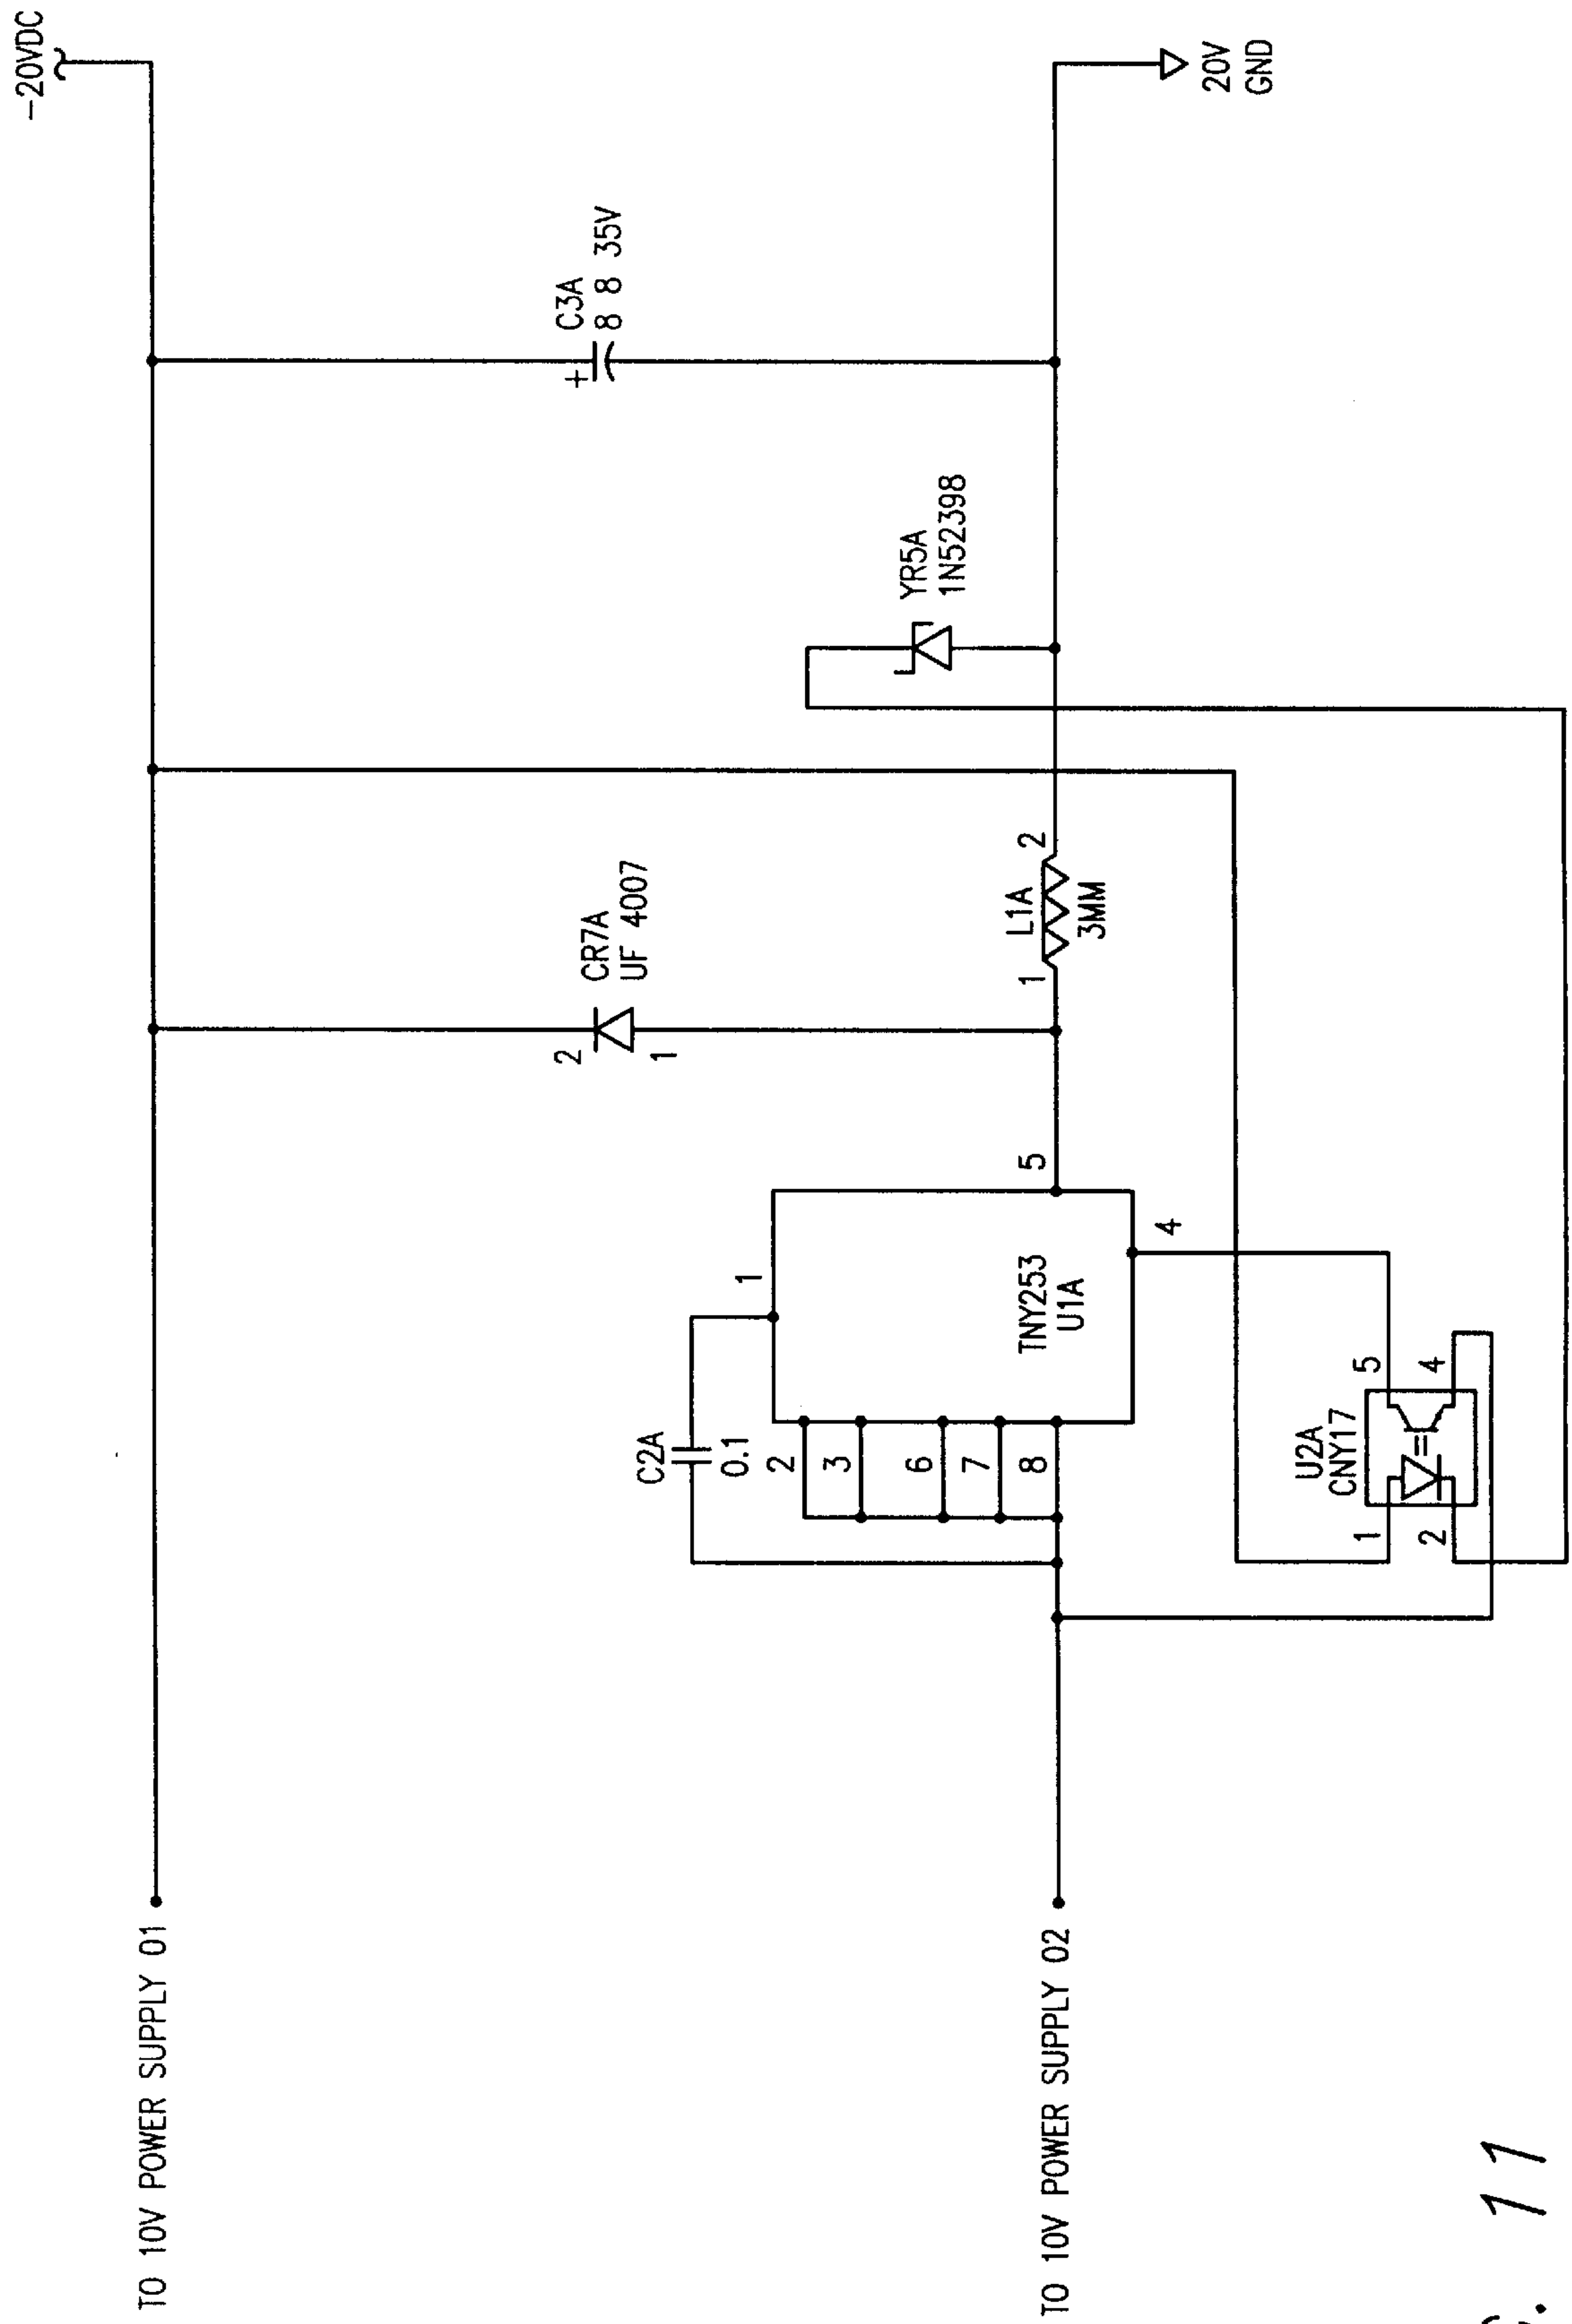 -20VDC
20V
GND
C3A
8 8 35V
YR5A
1N52398
CR7A
UF 4007
2
1
L1A
3MM
1
2
5
4
1
TNY253
U1A
C2A
0.1
2
3
6
7
8
U2A
CNY17
5
4
1
2
TO 10V POWER SUPPLY 01
TO 10V POWER SUPPLY 02
11